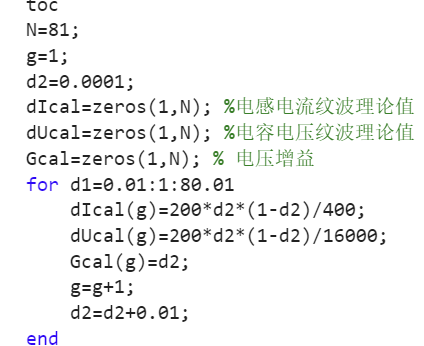 toc
N=81;
g=1;
d2=0.0001;
dIcal=zeros(1,N); %电感电流纹波理论值
dUcal=zeros(1,N); %电容电压纹波理论值
Gcal=zeros(1,N); % 电压增益
for d1=0.01:1:80.01
    dIcal(g)=200*d2*(1-d2)/400;
    dUcal(g)=200*d2*(1-d2)/16000;
    Gcal(g)=d2;
    g=g+1;
    d2=d2+0.01;
end